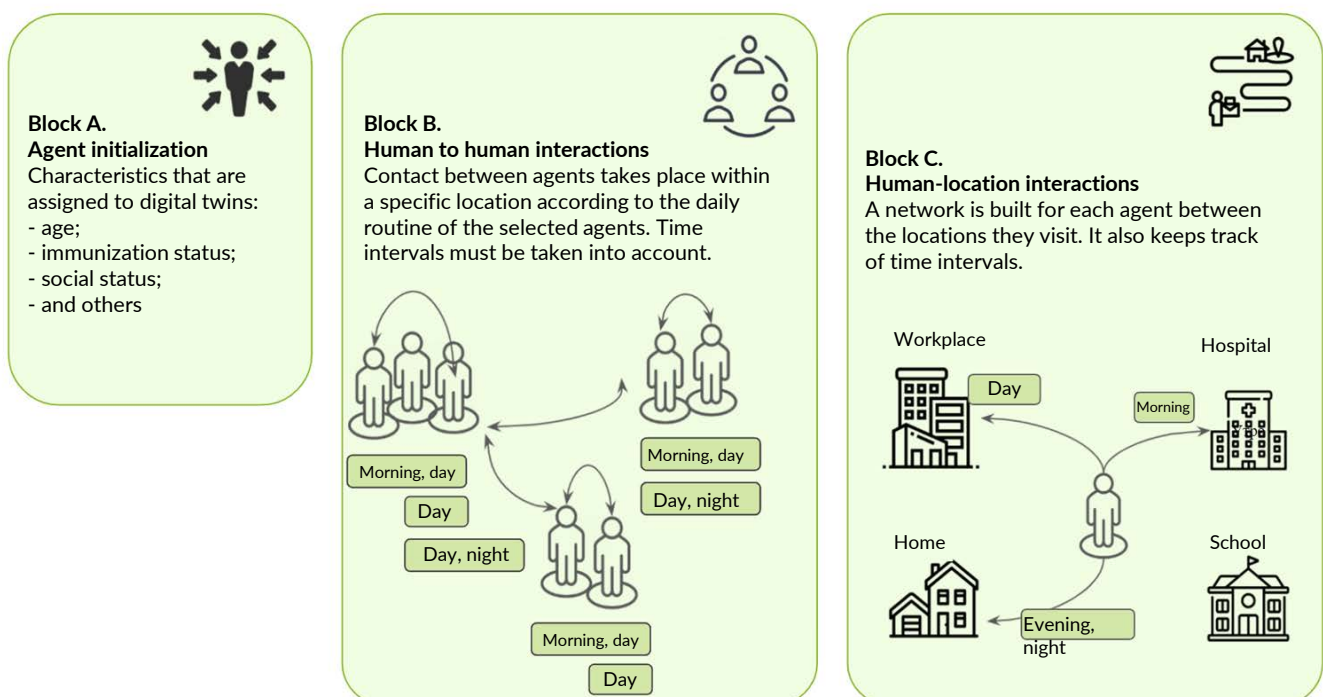 Block A.
Agent initialization
Characteristics that are
assigned to digital twins:
- age;
- immunization status;
- social status;
- and others
Block B.
Human to human interactions
Contact between agents takes place within
a specific location according to the daily
routine of the selected agents. Time
intervals must be taken into account.
Morning, day
Day
Day, night
Morning, day
Day, night
Morning, day
Day
Block C.
Human-location interactions
A network is built for each agent between
the locations they visit. It also keeps track
of time intervals.
Workplace
Hospital
Day
Morning
Home
School
Evening,
night